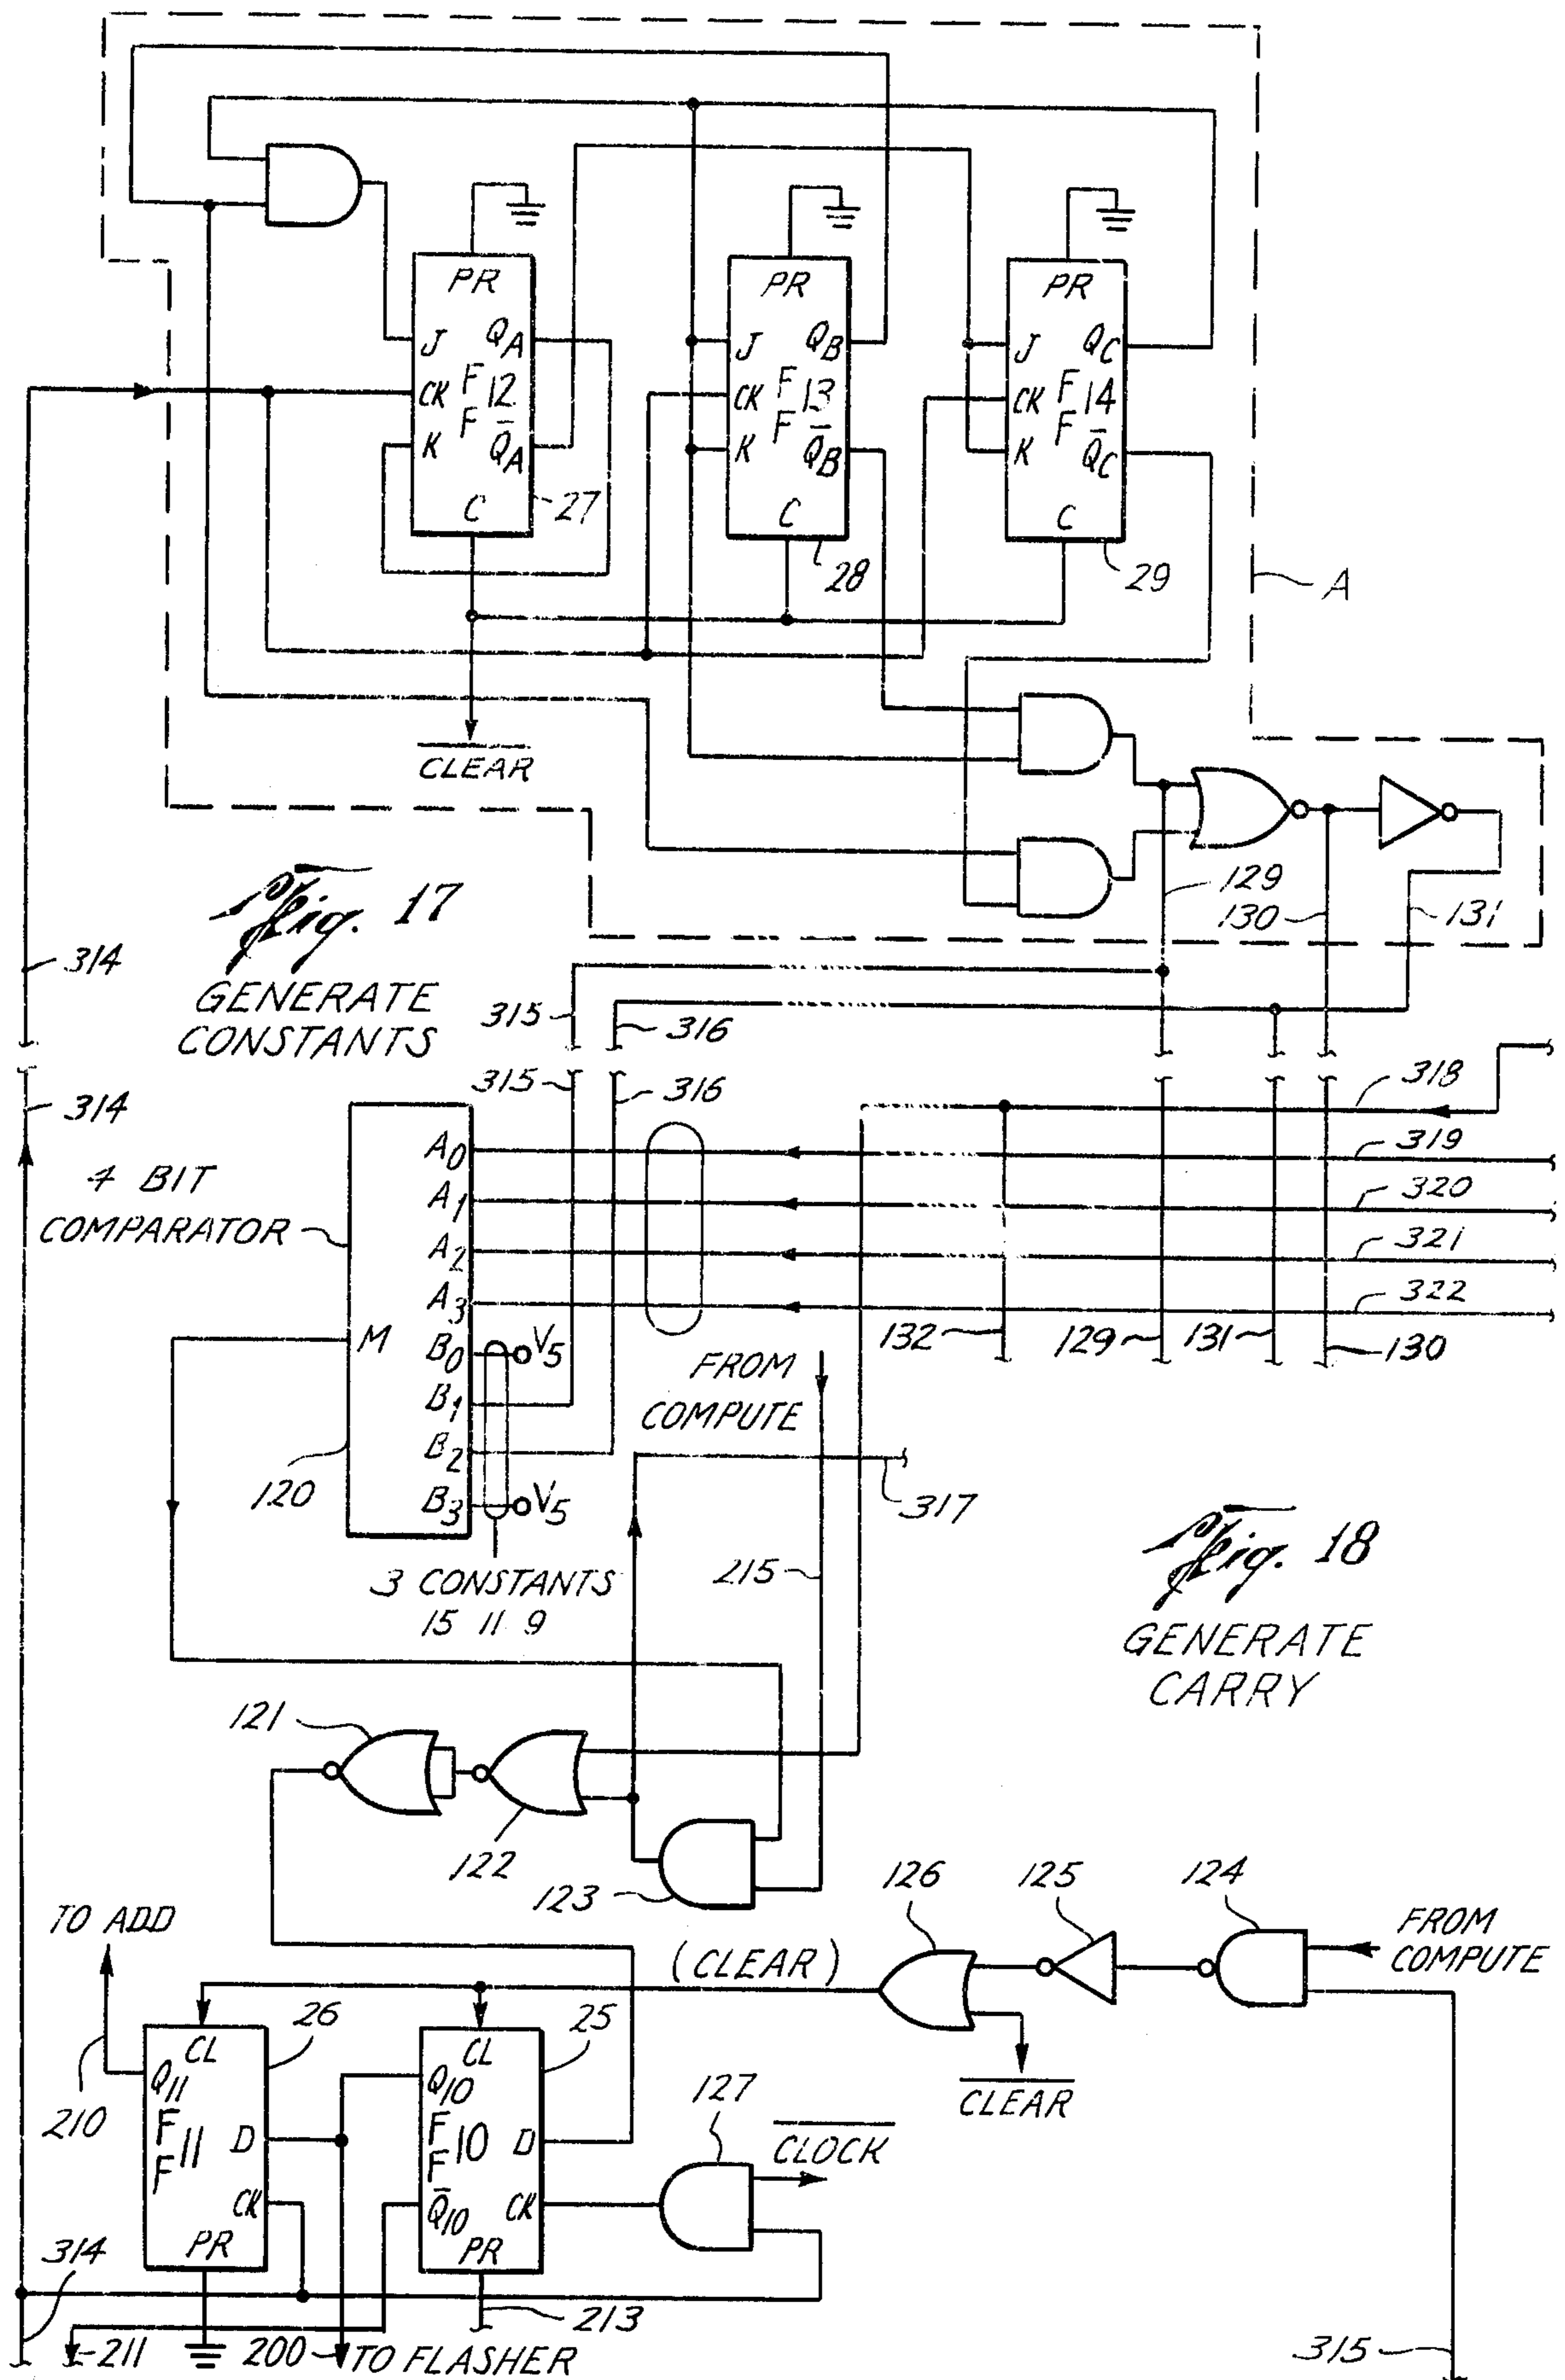 PR
PR
PR
J
Q_A
J
Q_B
J
Q_C
CK
FF12
CK
FF13
CK
FF14
K
Q̅_A
K
Q̅_B
K
Q̅_C
C
27
C
28
C
29
A
CLEAR
129
130
131
Fig. 17
GENERATE
CONSTANTS
314
315
316
314
315
316
318
319
320
321
322
4 BIT
COMPARATOR
A0
A1
A2
A3
M
B0
V5
B1
B2
B3
V5
120
3 CONSTANTS
15 11 9
132
129
131
130
FROM
COMPUTE
317
215
Fig. 18
GENERATE
CARRY
121
122
123
126
125
124
FROM
COMPUTE
TO ADD
(CLEAR)
CLEAR
210
26
25
CL
CL
Q11
Q10
FF11
D
FF10
D
CK
Q̅10
CK
PR
PR
127
CLOCK
314
213
211
200
TO FLASHER
315